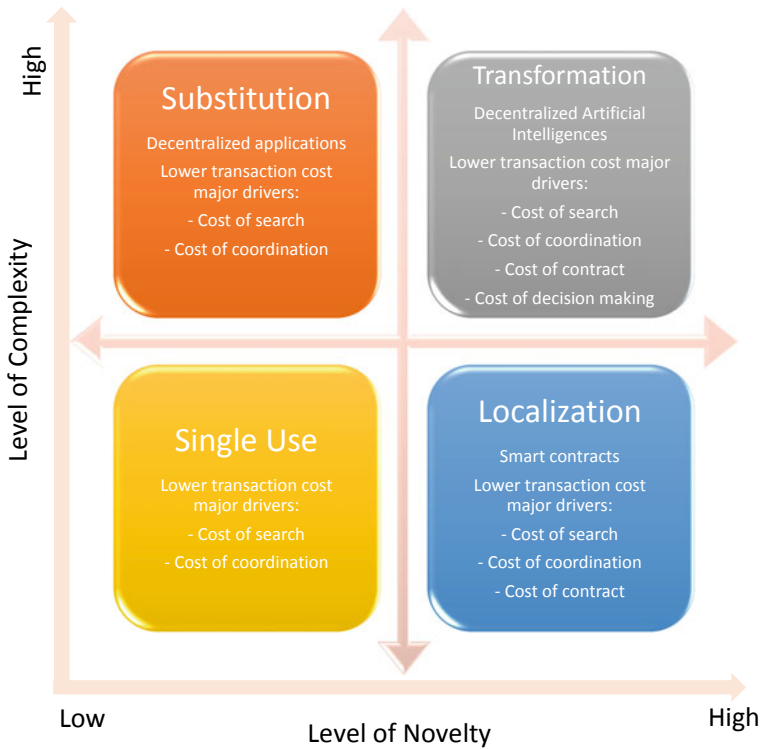 High
Level of Complexity
Substitution
Decentralized applications
Lower transaction cost
major drivers:
- Cost of search
- Cost of coordination
Transformation
Decentralized Artificial
Intelligences
Lower transaction cost major
drivers:
- Cost of search
- Cost of coordination
- Cost of contract
- Cost of decision making
Single Use
Lower transaction cost
major drivers:
- Cost of search
- Cost of coordination
Localization
Smart contracts
Lower transaction cost
major drivers:
- Cost of search
- Cost of coordination
- Cost of contract
Low
Level of Novelty
High